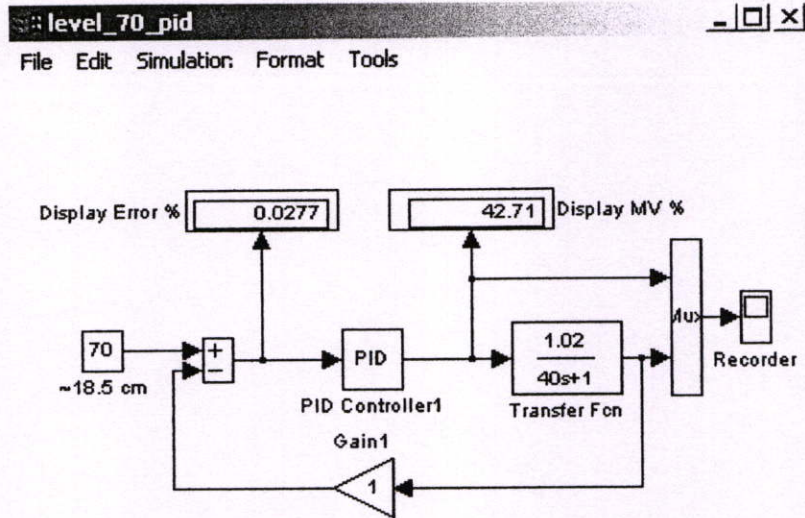 level_70_pid
File Edit Simulation: Format Tools
Display Error %
0.0277
42.71
Display MV %
70
~18.5 cm
+
−
PID
PID Controller1
1.02
40s+1
Transfer Fcn
Mux
Recorder
Gain1
1